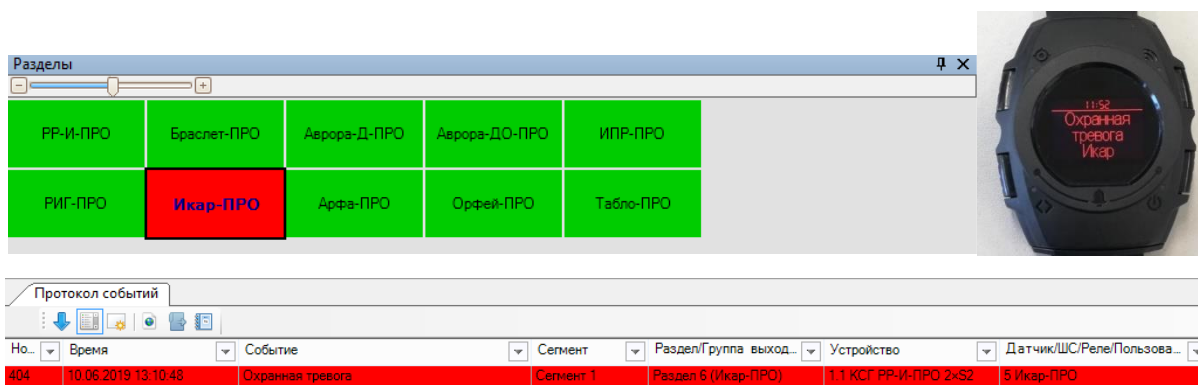 Разделы
РР-И-ПРО Браслет-ПРО Аврора-Д-ПРО Аврора-ДО-ПРО ИПР-ПРО
РИГ-ПРО Икар-ПРО Арфа-ПРО Орфей-ПРО Табло-ПРО
11:52
Охранная
тревога
Икар
Протокол событий
Но... Время Событие Сегмент Раздел/Группа выход... Устройство Датчик/ШС/Реле/Пользова...
404 10.06.2019 13:10:48 Охранная тревога Сегмент 1 Раздел 6 (Икар-ПРО) 1.1 КСГ РР-И-ПРО 2xS2 5 Икар-ПРО